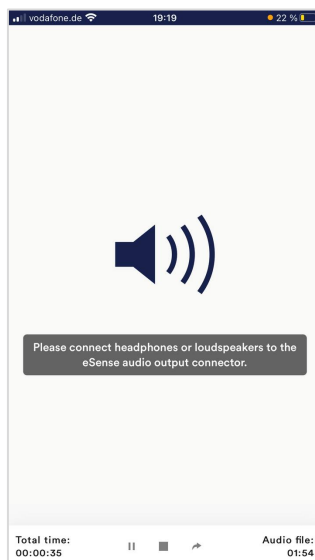 vodafone.de 19:19 22 %
Please connect headphones or loudspeakers to the
eSense audio output connector.
Total time: Audio file:
00:00:35 01:54